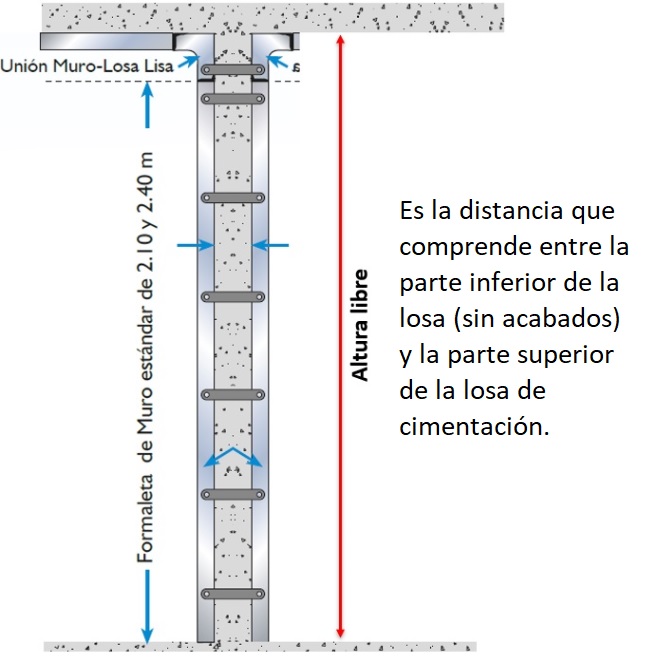 Unión Muro-Losa Lisa
a
Formaleta de Muro estándar de 2.10 y 2.40 m
Altura libre
Es la distancia que
comprende entre la
parte inferior de la
losa (sin acabados)
y la parte superior
de la losa de
cimentación.